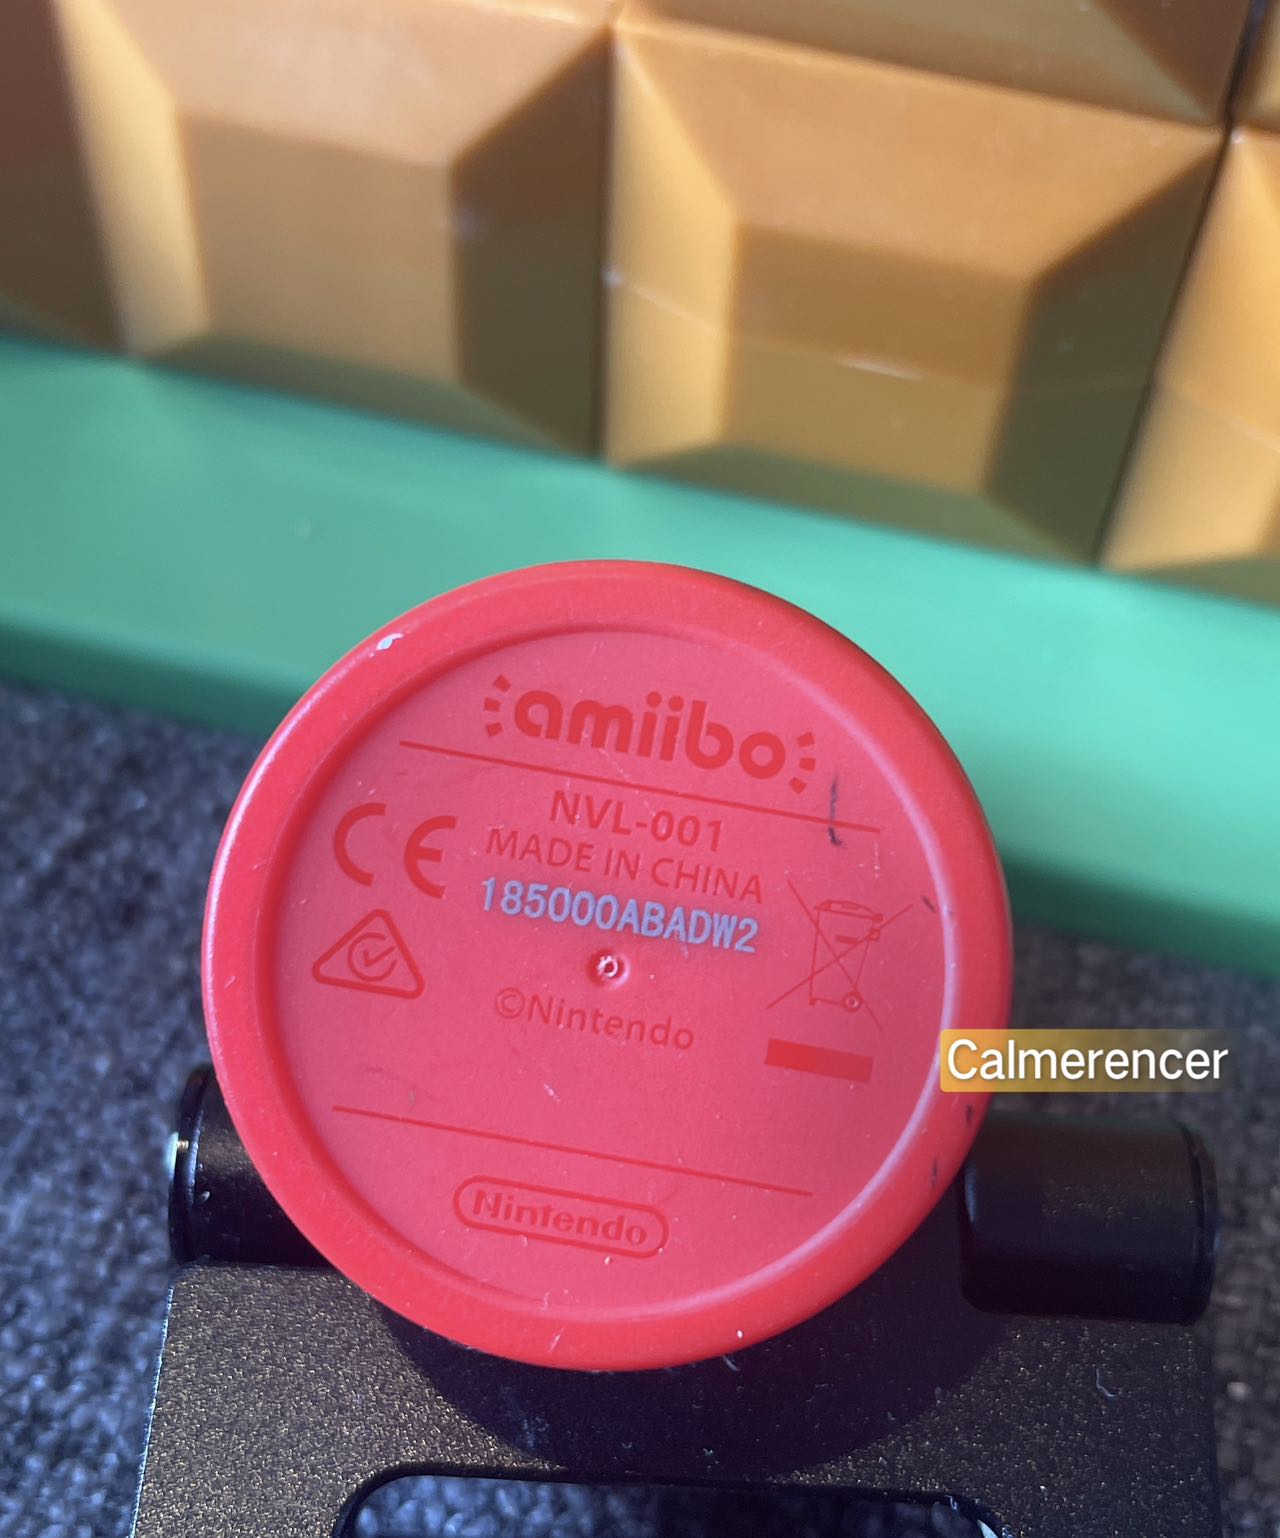 amiibo
NVL-001
MADE IN CHINA
CE
185000ABADW2
©Nintendo
Calmerencer
Nintendo